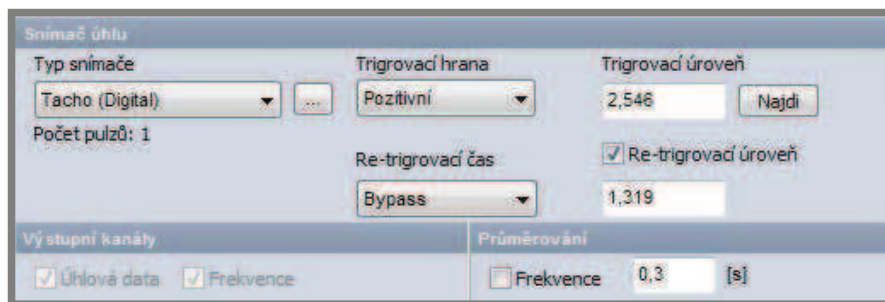 Snímač úhlu
Typ snímače Trigrovací hrana Trigrovací úroveň
Tacho (Digital) ... Pozitivní 2,546 Najdi
Počet pulzů: 1
Re-trigrovací čas Re-trigrovací úroveň
Bypass 1,319
Výstupní kanály Průměrování
Úhlová data Frekvence Frekvence 0,3 [s]